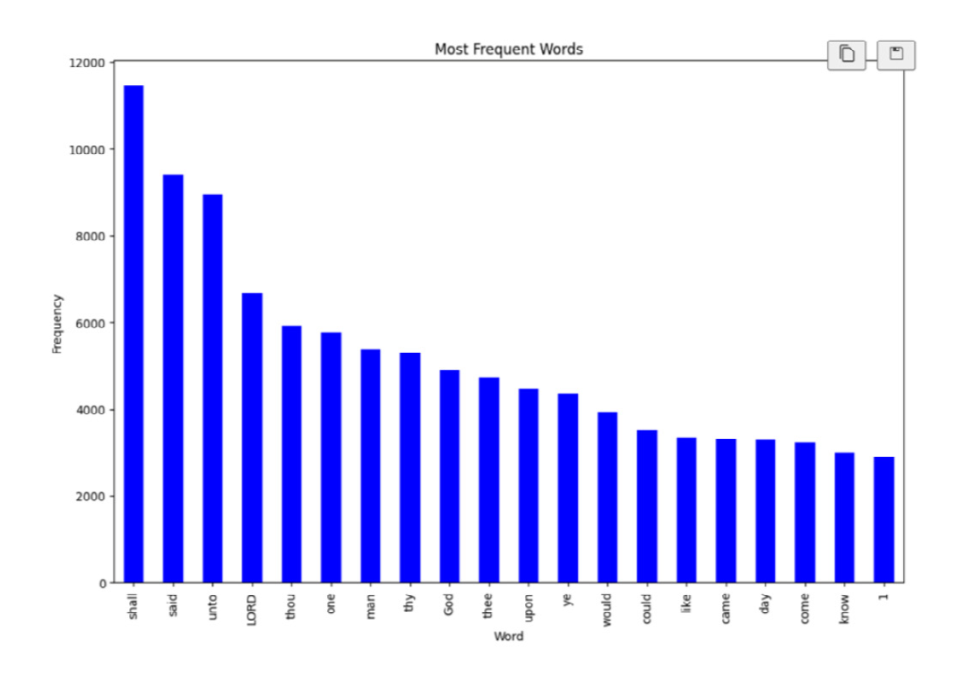 Most Frequent Words
12000
10000
8000
6000
4000
2000
0
Frequency
shall said unto LORD thou one man thy God thee upon ye would could like came day come know 1
Word